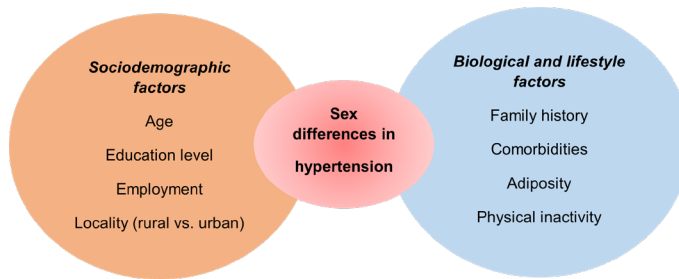 Sociodemographic
factors
Age
Education level
Employment
Locality (rural vs. urban)
Sex
differences in
hypertension
Biological and lifestyle
factors
Family history
Comorbidities
Adiposity
Physical inactivity